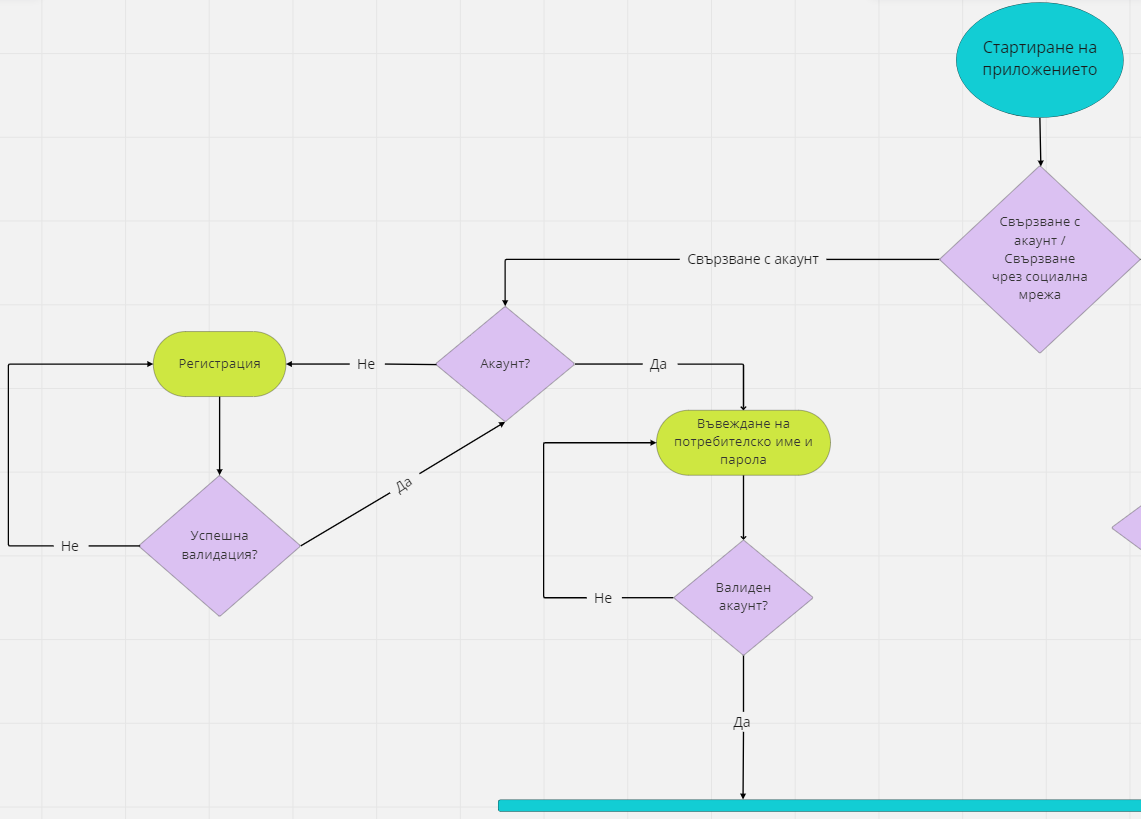 Стартиране на
приложението
Свързване с
акаунт /
Свързване
чрез социална
мрежа
Свързване с акаунт
Регистрация
Не
Акаунт?
Да
Въвеждане на
потребителско име и
парола
Да
Успешна
валидация?
Не
Валиден
акаунт?
Не
Да